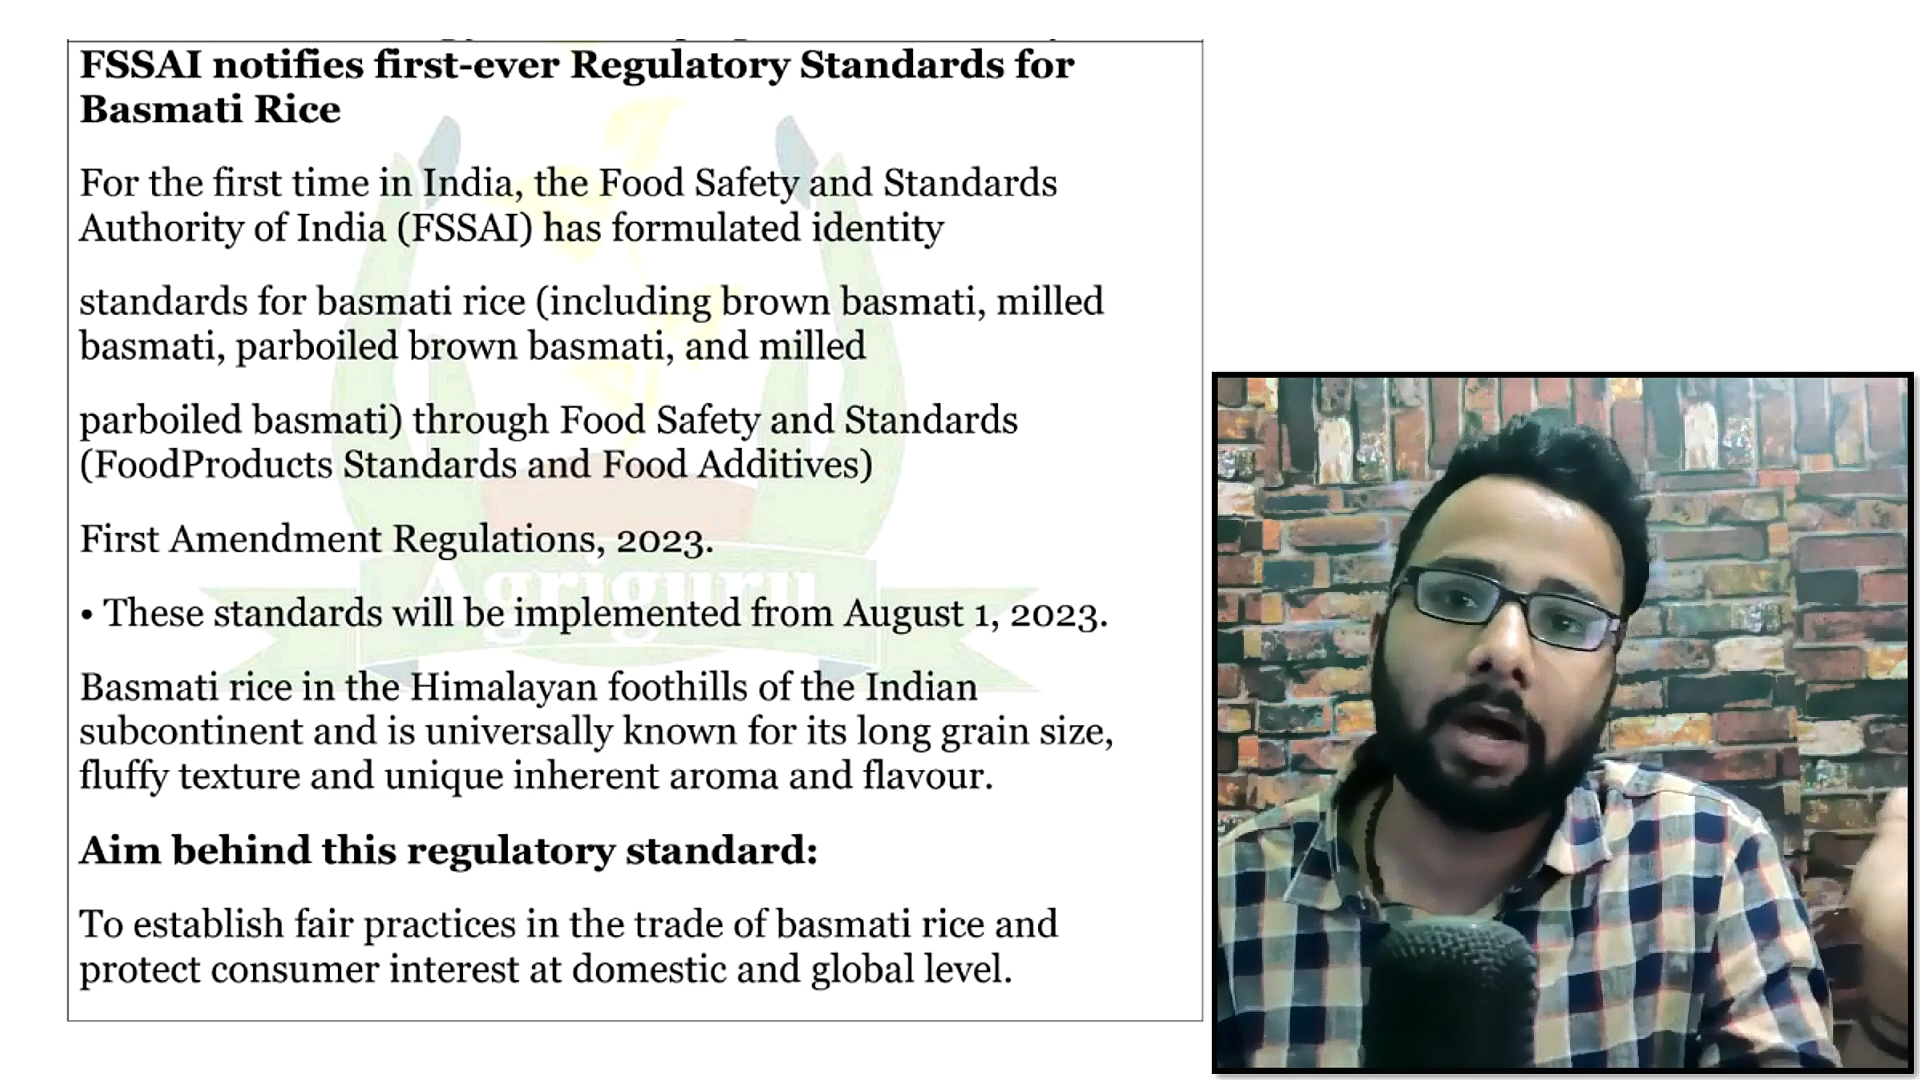 FSSAI notifies first-ever Regulatory Standards for
Basmati Rice
For the first time in India, the Food Safety and Standards
Authority of India (FSSAI) has formulated identity
standards for basmati rice (including brown basmati, milled
basmati, parboiled brown basmati, and milled
parboiled basmati) through Food Safety and Standards
(FoodProducts Standards and Food Additives)
First Amendment Regulations, 2023.
Agriguru
• These standards will be implemented from August 1, 2023.
Basmati rice in the Himalayan foothills of the Indian
subcontinent and is universally known for its long grain size,
fluffy texture and unique inherent aroma and flavour.
Aim behind this regulatory standard:
To establish fair practices in the trade of basmati rice and
protect consumer interest at domestic and global level.